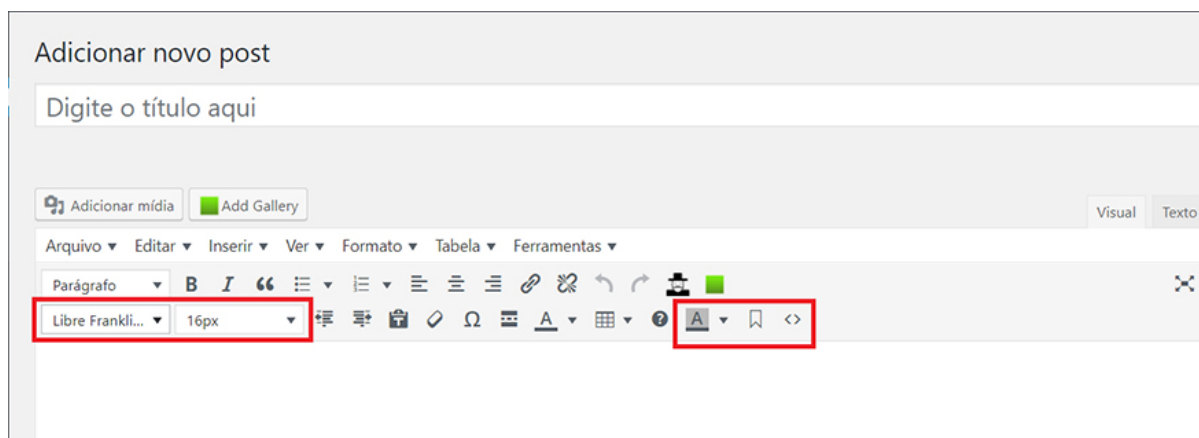 Adicionar novo post
Digite o título aqui
Adicionar mídia Add Gallery
Visual Texto
Arquivo Editar Inserir Ver Formato Tabela Ferramentas
Parágrafo B I
Libre Frankli... 16px Ω A A